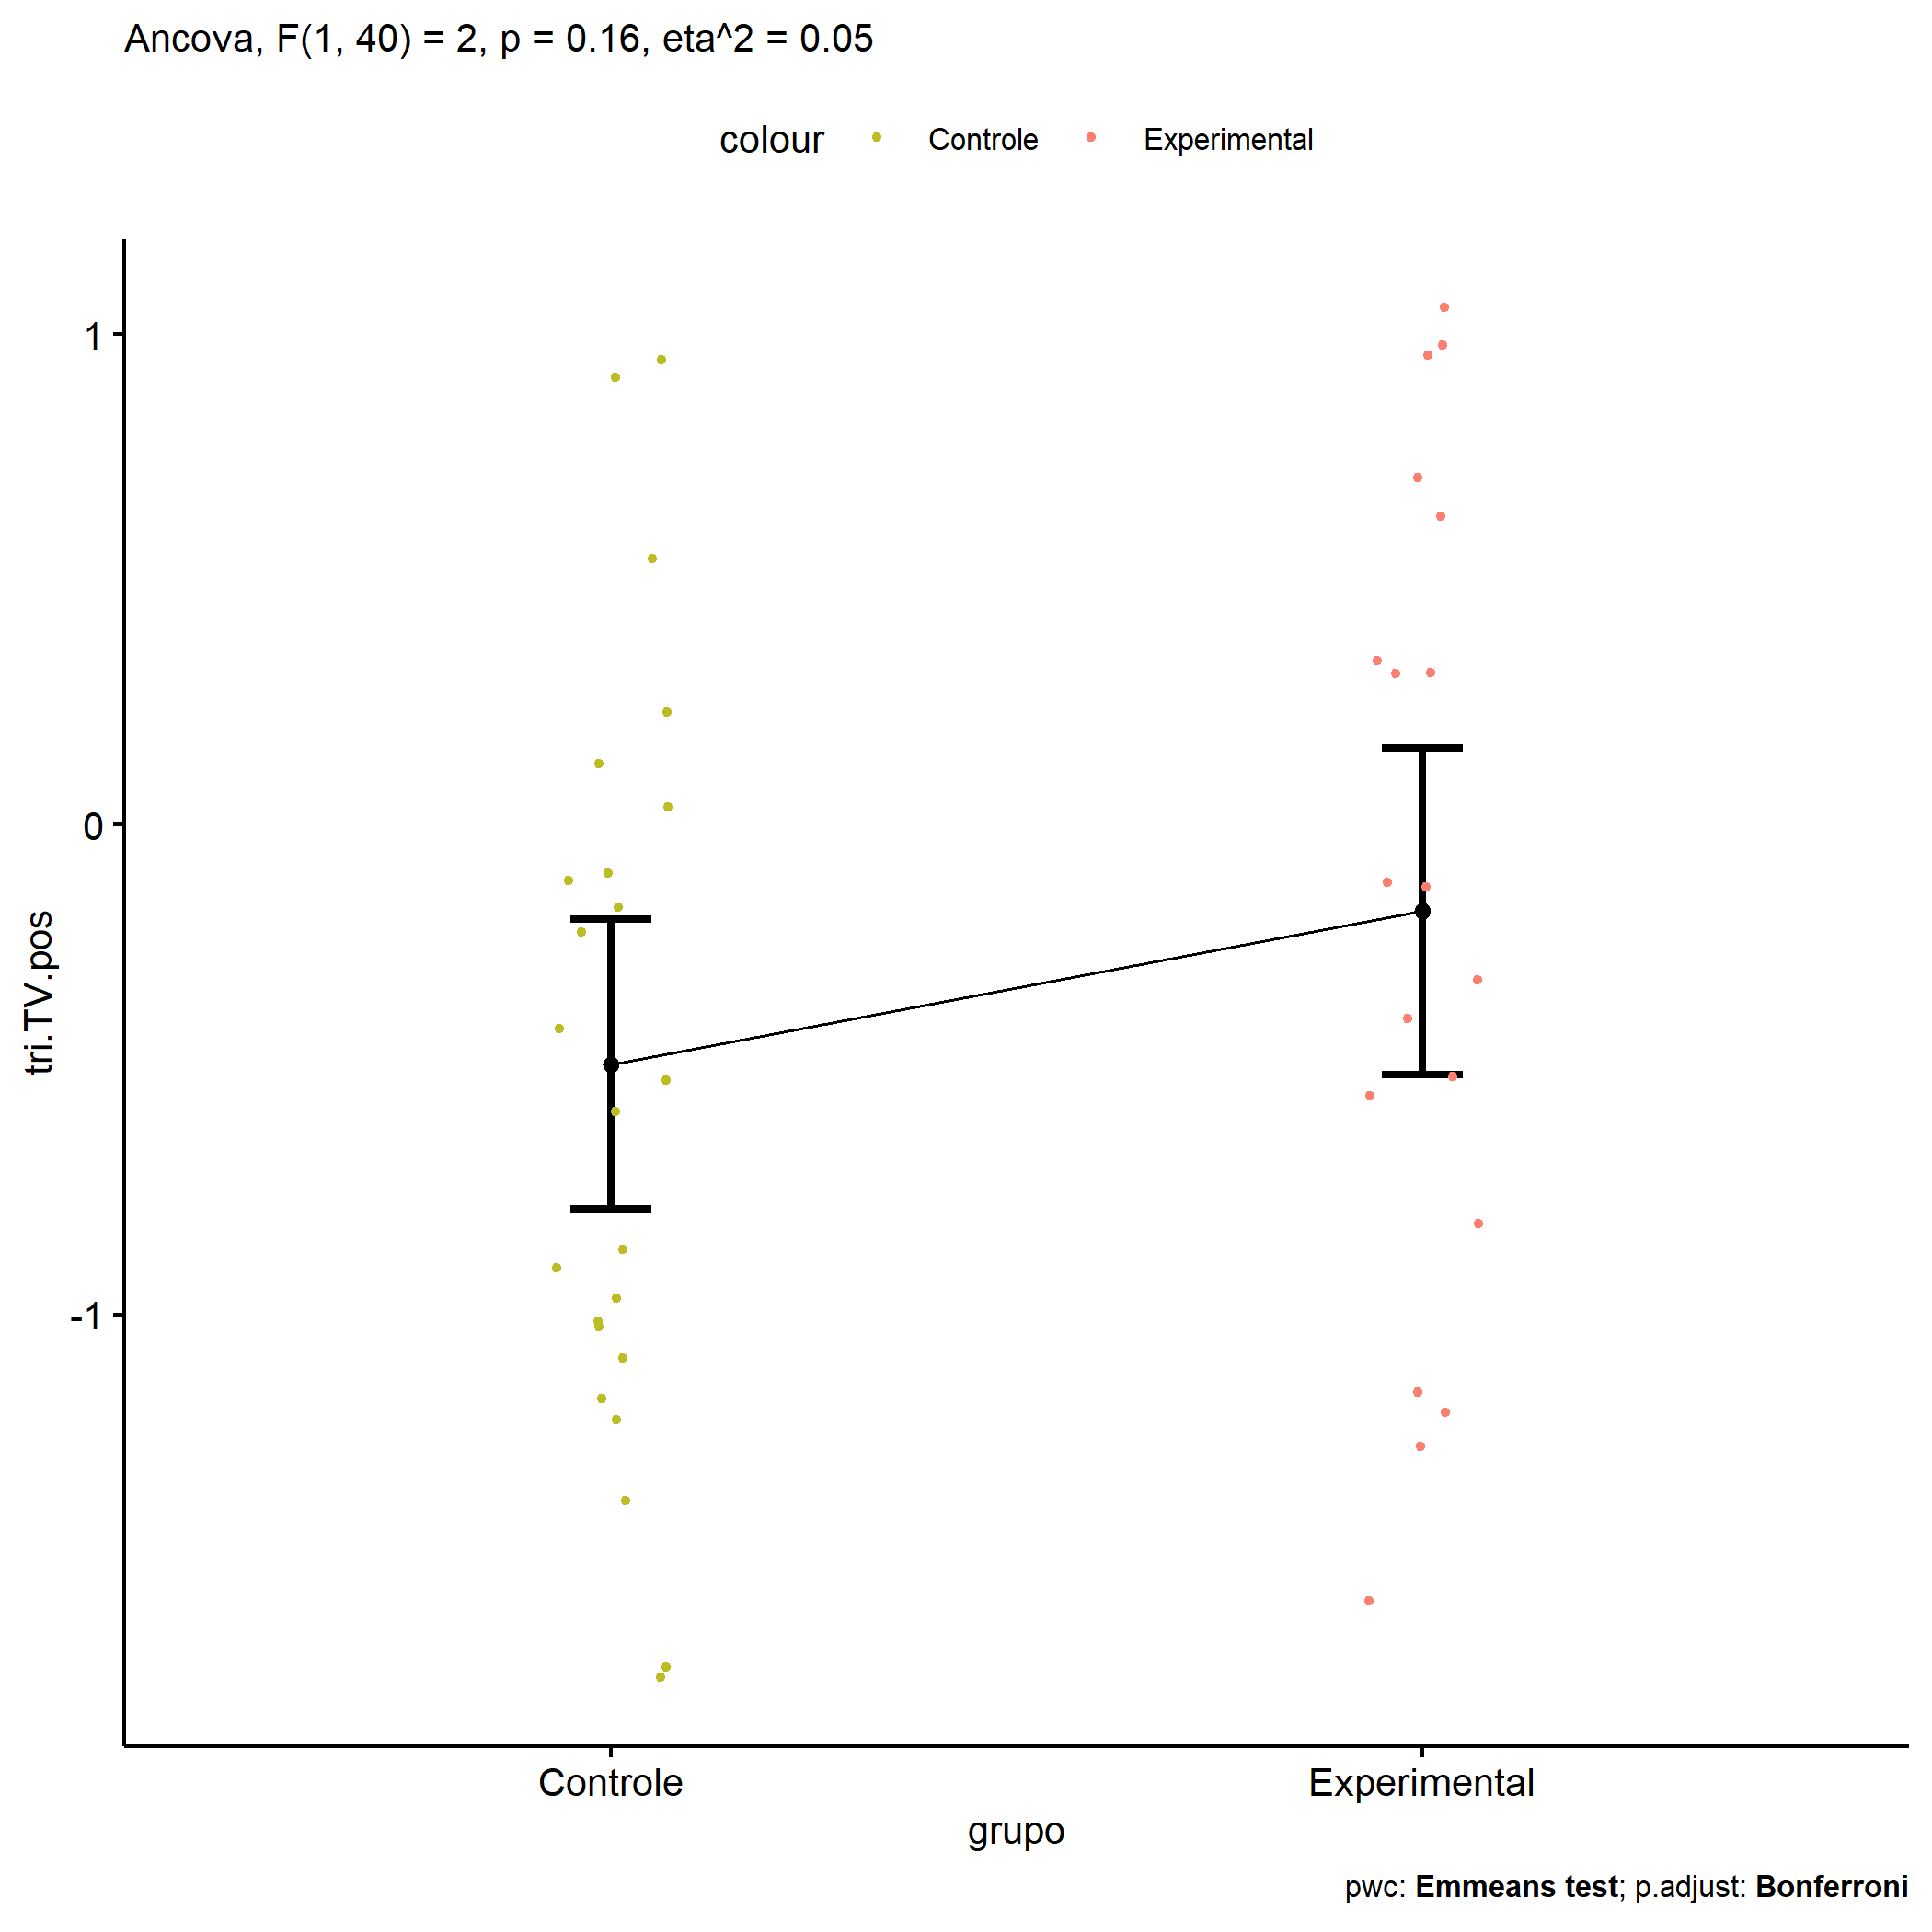 Ancova, F(1, 40) = 2, p = 0.16, eta^2 = 0.05
colour Controle Experimental
1
0
-1
tri.TV.pos
Controle Experimental
grupo
pwc: Emmeans test; p.adjust: Bonferroni